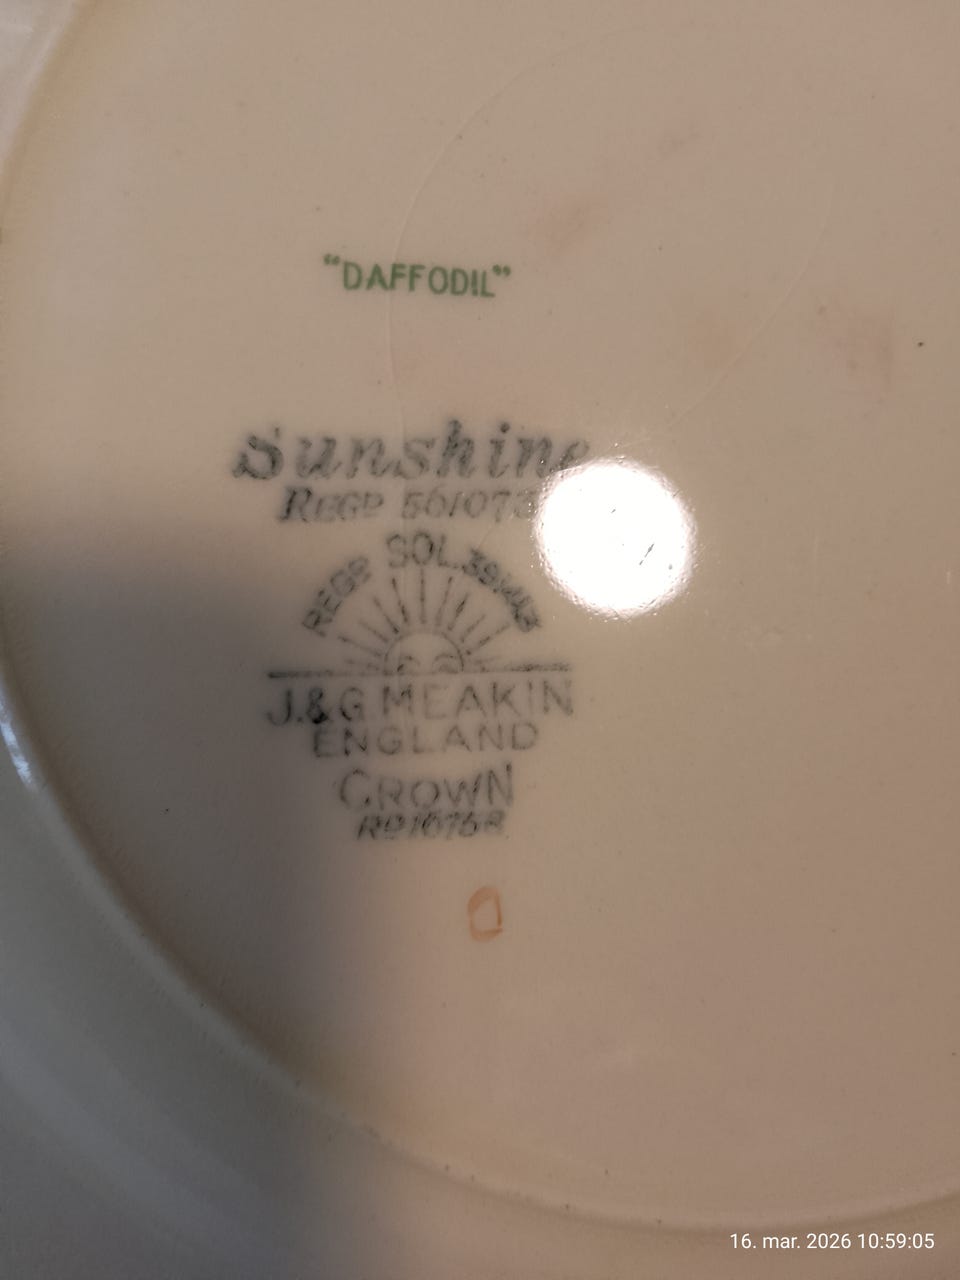 "DAFFODIL"
Sunshine
REGD
REGD SOL.
J.&G MEAKIN
ENGLAND
CROWN
16. mar. 2026 10:59:05